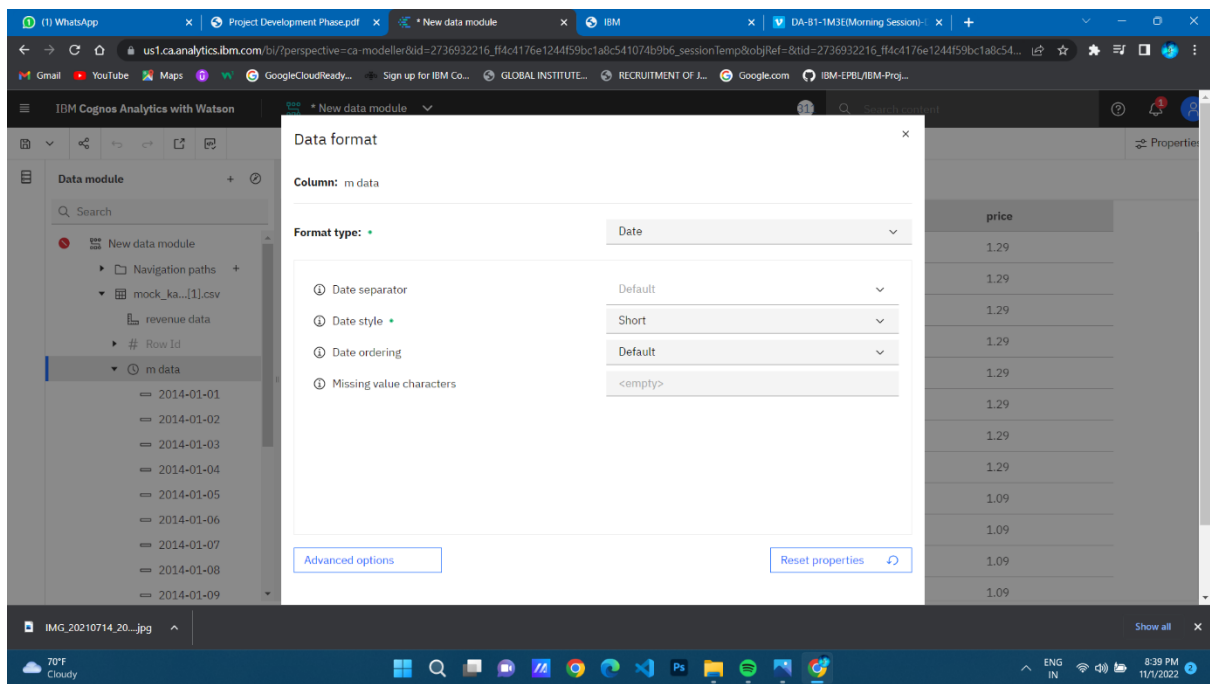 (1) WhatsApp
Project Development Phase.pdf
* New data module
IBM
DA-B1-1M3E(Morning Session)-
us1.ca.analytics.ibm.com/bi/?perspective=ca-modeller&id=2736932216_ff4c4176e1244f59bc1a8c541074b9b6_sessionTemp&objRef=&tid=2736932216_ff4c4176e1244f59bc1a8c54...
Gmail
YouTube
Maps
GoogleCloudReady...
Sign up for IBM Co...
GLOBAL INSTITUTE...
RECRUITMENT OF J...
Google.com
IBM-EPBL/IBM-Proj...
IBM Cognos Analytics with Watson
* New data module
31
Search content
1
Properties
Data module
Search
New data module
Navigation paths
mock_ka...[1].csv
revenue data
# Row Id
m data
2014-01-01
2014-01-02
2014-01-03
2014-01-04
2014-01-05
2014-01-06
2014-01-07
2014-01-08
2014-01-09
Data format
Column: m data
Format type: •
Date
Date separator
Default
Date style •
Short
Date ordering
Default
Missing value characters
<empty>
Advanced options
Reset properties
price
1.29
1.29
1.29
1.29
1.29
1.29
1.29
1.29
1.09
1.09
1.09
1.09
IMG_20210714_20....jpg
Show all
70°F
Cloudy
Ps
ENG
IN
8:39 PM
11/1/2022
2